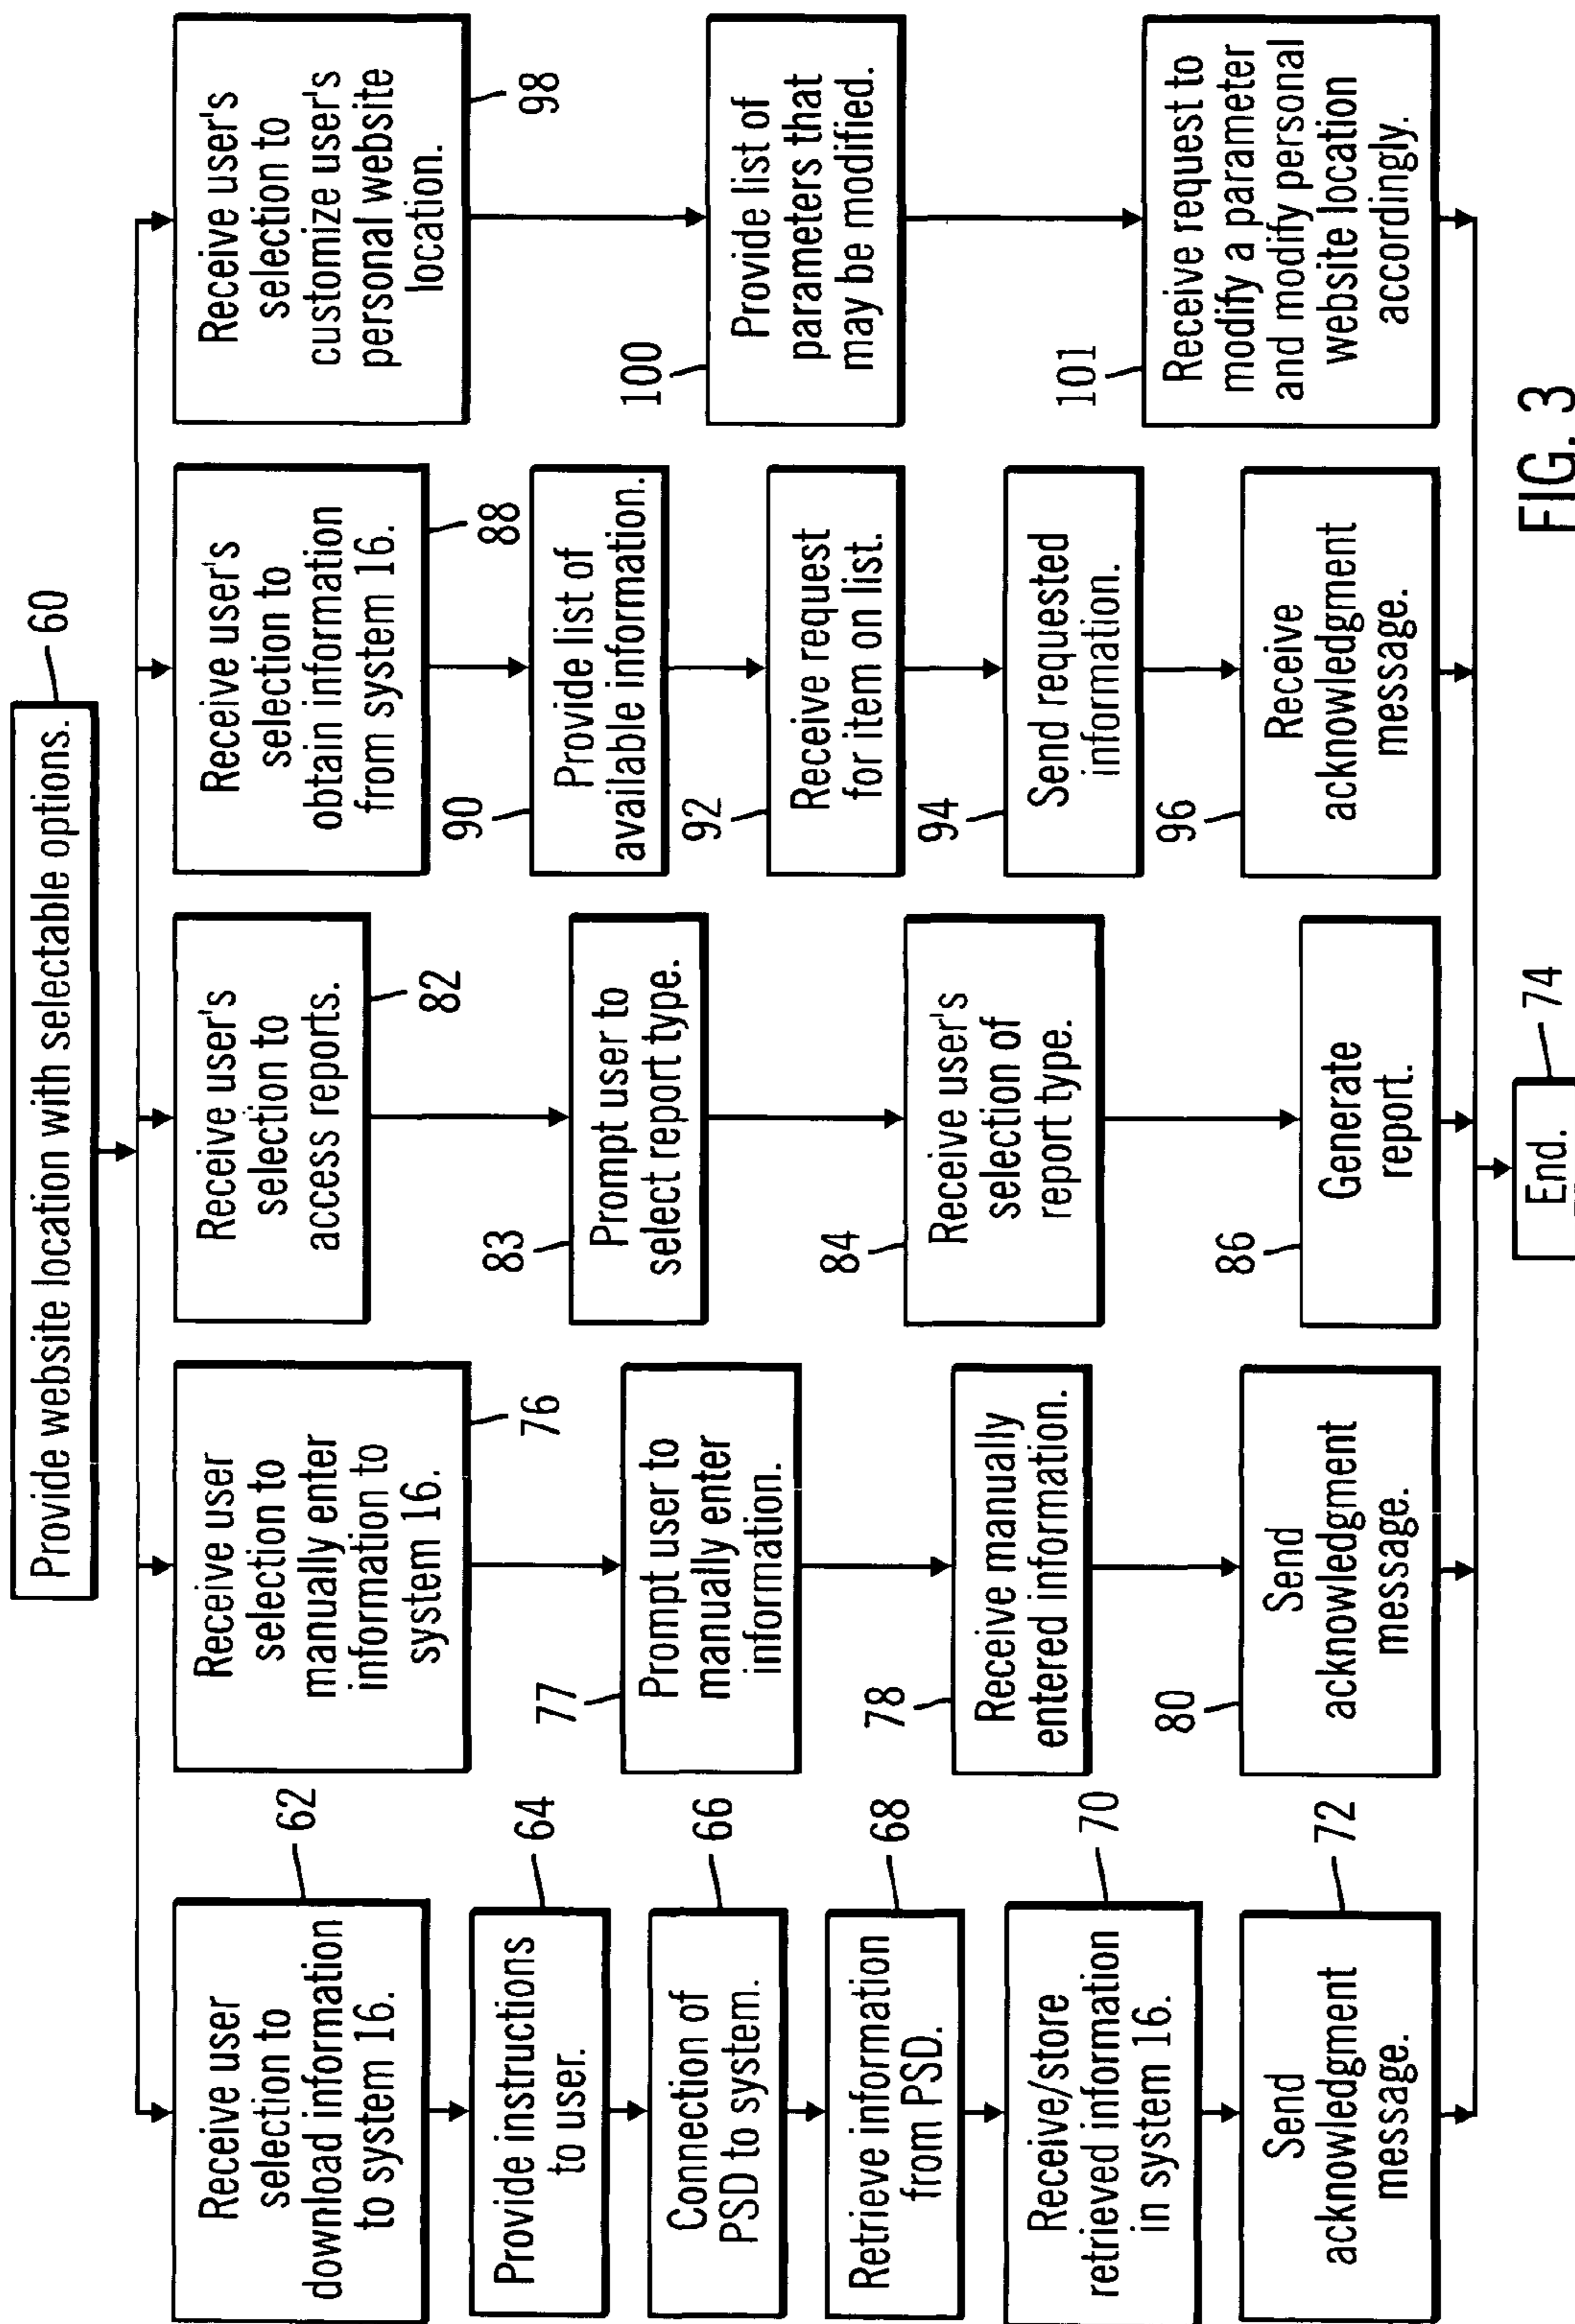 Provide website location with selectable options.
60
Receive user
selection to
download information
to system 16.
62
Provide instructions
to user.
64
Connection of
PSD to system.
66
Retrieve information
from PSD.
68
Receive/store
retrieved information
in system 16.
70
Send
acknowledgment
message.
72
Receive user
selection to
manually enter
information to
system 16.
76
77
Prompt user to
manually enter
information.
78
Receive manually
entered information.
80
Send
acknowledgment
message.
Receive user's
selection to
access reports.
82
83
Prompt user to
select report type.
84
Receive user's
selection of
report type.
86
Generate
report.
Receive user's
selection to
obtain information
from system 16.
88
90
Provide list of
available information.
92
Receive request
for item on list.
94
Send requested
information.
96
Receive
acknowledgment
message.
Receive user's
selection to
customize user's
personal website
location.
98
100
Provide list of
parameters that
may be modified.
101
Receive request to
modify a parameter
and modify personal
website location
accordingly.
End.
74
FIG. 3